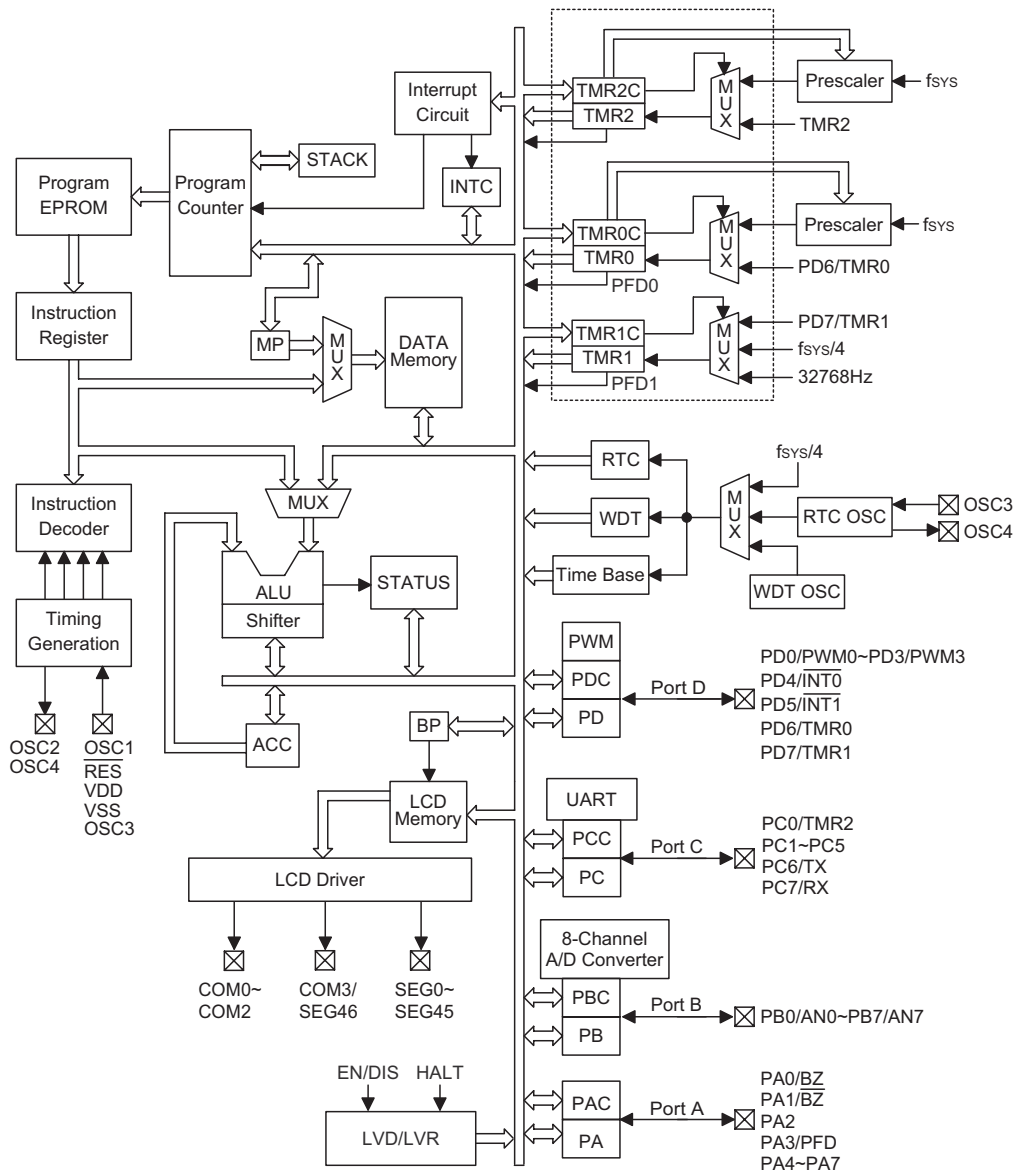 Interrupt
Circuit
TMR2C
TMR2
MUX
Prescaler
fSYS
TMR2
STACK
Program
EPROM
Program
Counter
INTC
TMR0C
TMR0
PFD0
MUX
Prescaler
fSYS
PD6/TMR0
Instruction
Register
MP
MUX
DATA
Memory
TMR1C
TMR1
PFD1
MUX
PD7/TMR1
fSYS/4
32768Hz
Instruction
Decoder
MUX
RTC
WDT
Time Base
MUX
fSYS/4
RTC OSC
OSC3
OSC4
WDT OSC
ALU
Shifter
STATUS
Timing
Generation
OSC2
OSC4
OSC1
RES
VDD
VSS
OSC3
ACC
BP
PWM
PDC
PD
Port D
PD0/PWM0~PD3/PWM3
PD4/INT0
PD5/INT1
PD6/TMR0
PD7/TMR1
LCD
Memory
LCD Driver
UART
PCC
PC
Port C
PC0/TMR2
PC1~PC5
PC6/TX
PC7/RX
COM0~
COM2
COM3/
SEG46
SEG0~
SEG45
8-Channel
A/D Converter
PBC
PB
Port B
PB0/AN0~PB7/AN7
EN/DIS
HALT
LVD/LVR
PAC
PA
Port A
PA0/BZ
PA1/BZ
PA2
PA3/PFD
PA4~PA7